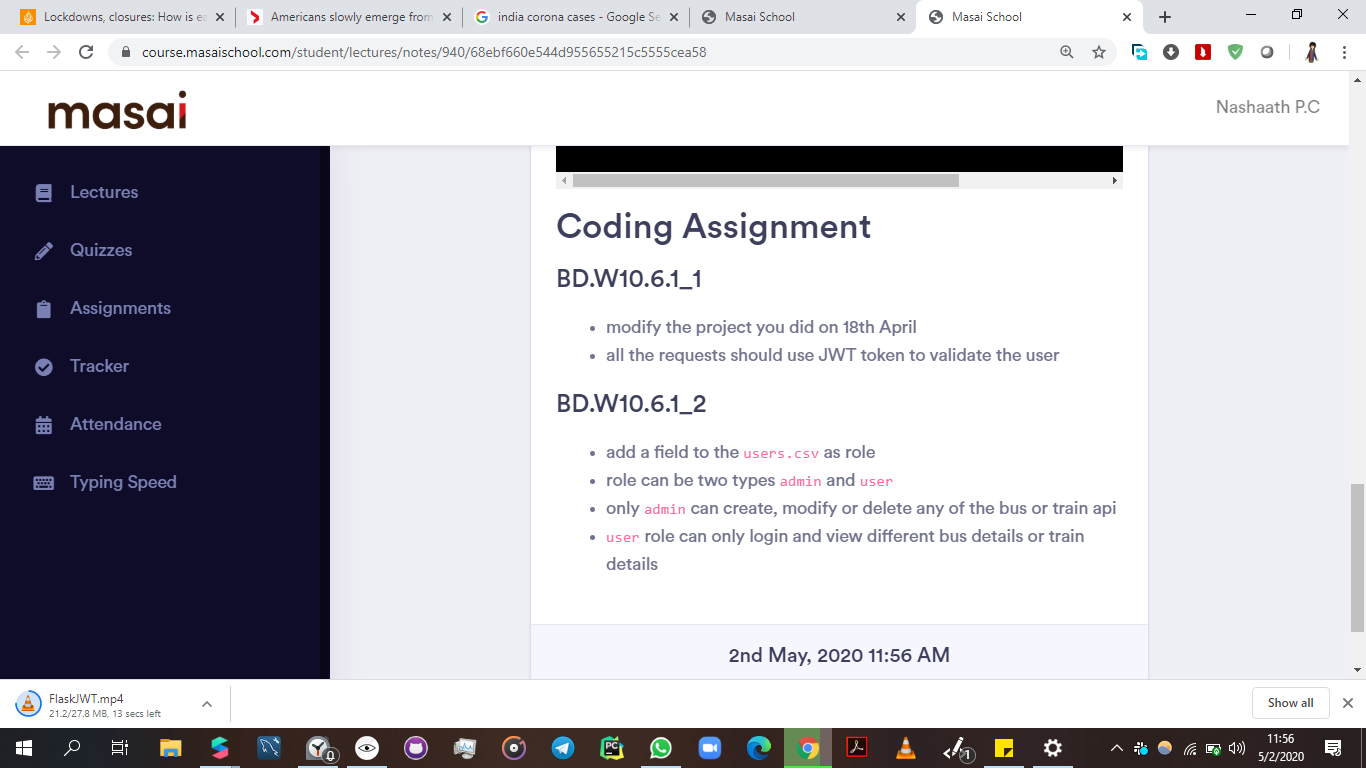 Lockdowns, closures: How is ea
Americans slowly emerge from
india corona cases - Google Se
Masai School
Masai School
course.masaischool.com/student/lectures/notes/940/68ebf660e544d955655215c5555cea58
masai
Nashaath P.C
Lectures
Quizzes
Assignments
Tracker
Attendance
Typing Speed
Coding Assignment
BD.W10.6.1_1
• modify the project you did on 18th April
• all the requests should use JWT token to validate the user
BD.W10.6.1_2
• add a field to the users.csv as role
• role can be two types admin and user
• only admin can create, modify or delete any of the bus or train api
• user role can only login and view different bus details or train
details
2nd May, 2020 11:56 AM
FlaskJWT.mp4
21.2/27.8 MB, 13 secs left
Show all
PC
0
1
11:56
5/2/2020